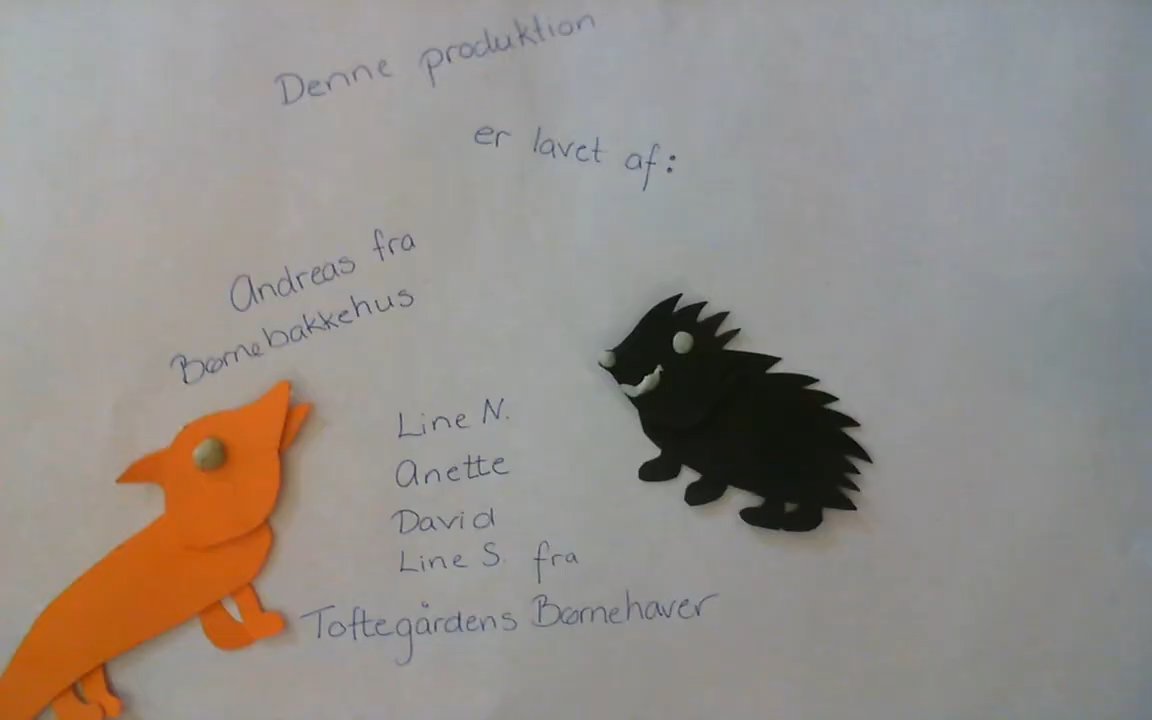 Denne produktion
er lavet af:
Andreas fra
Børnebakkehus
Line N.
Anette
David
Line S. fra
Toftegårdens Børnehaver